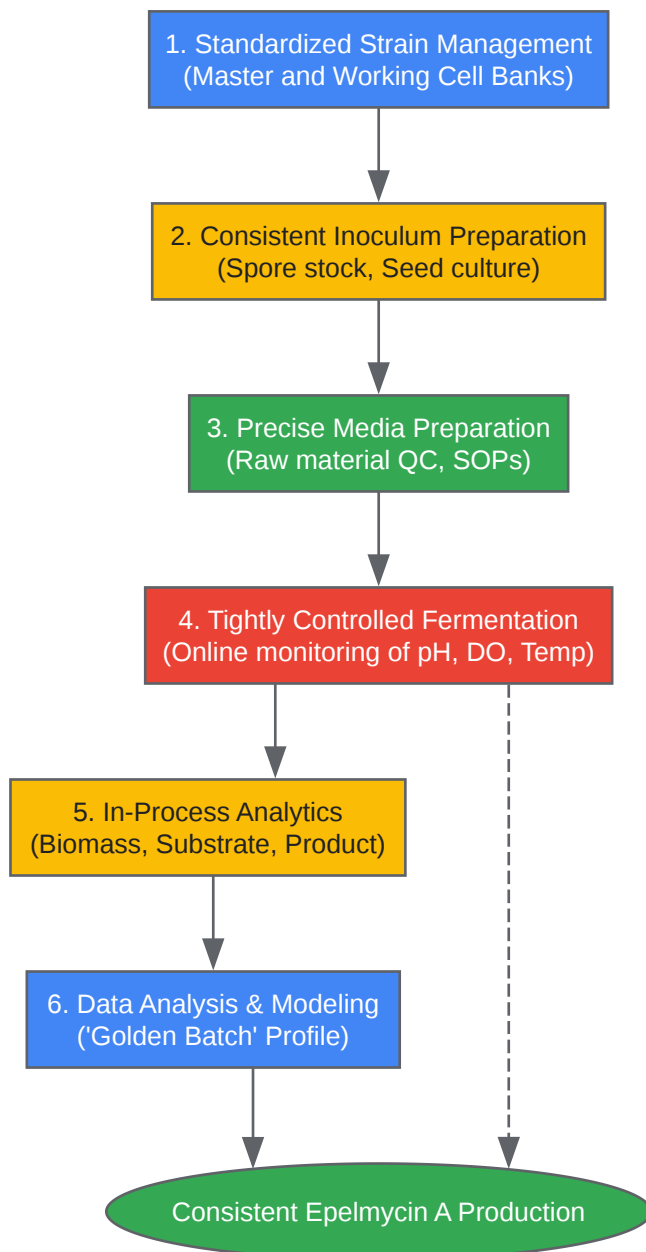 1. Standardized Strain Management
(Master and Working Cell Banks)
2. Consistent Inoculum Preparation
(Spore stock, Seed culture)
3. Precise Media Preparation
(Raw material QC, SOPs)
4. Tightly Controlled Fermentation
(Online monitoring of pH, DO, Temp)
5. In-Process Analytics
(Biomass, Substrate, Product)
6. Data Analysis & Modeling
('Golden Batch' Profile)
Consistent Epelmycin A Production